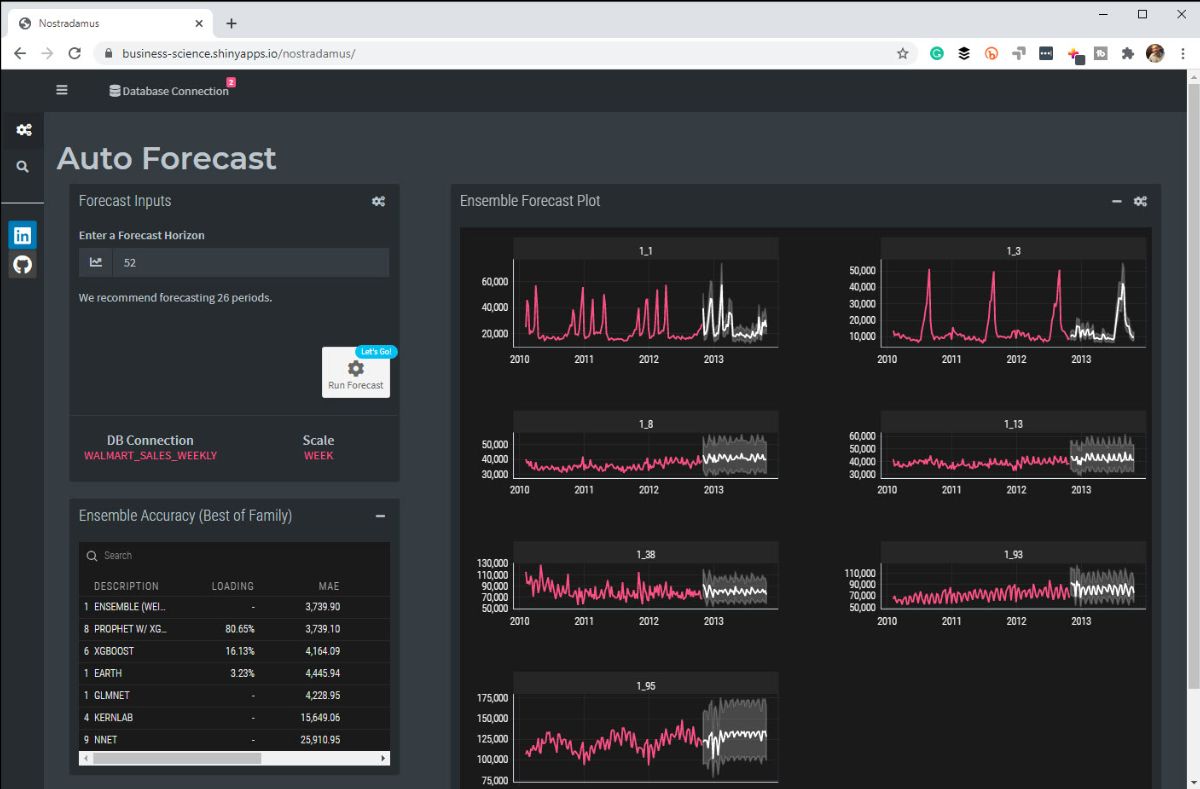 Nostradamus
business-science.shinyapps.io/nostradamus/
Database Connection
2
Auto Forecast
Forecast Inputs
Enter a Forecast Horizon
52
We recommend forecasting 26 periods.
Let's Go!
Run Forecast
DB Connection
Scale
WALMART_SALES_WEEKLY
WEEK
Ensemble Accuracy (Best of Family)
Search
DESCRIPTION LOADING MAE
1 ENSEMBLE (WEI... - 3,739.90
8 PROPHET W/ XG... 80.65% 3,739.10
6 XGBOOST 16.13% 4,164.09
1 EARTH 3.23% 4,445.94
1 GLMNET - 4,228.95
4 KERNLAB - 15,649.06
9 NNET - 25,910.95
Ensemble Forecast Plot
1_1
60,000
40,000
20,000
2010 2011 2012 2013
1_3
50,000
40,000
30,000
20,000
10,000
2010 2011 2012 2013
1_8
50,000
40,000
30,000
2010 2011 2012 2013
1_13
60,000
50,000
40,000
30,000
2010 2011 2012 2013
1_38
130,000
110,000
90,000
70,000
50,000
2010 2011 2012 2013
1_93
110,000
90,000
70,000
50,000
2010 2011 2012 2013
1_95
175,000
150,000
125,000
100,000
75,000